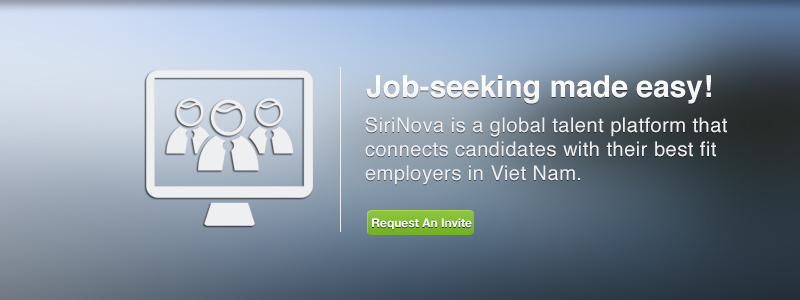 Job-seeking made easy!
SiriNova is a global talent platform that
connects candidates with their best fit
employers in Viet Nam.
Request An Invite